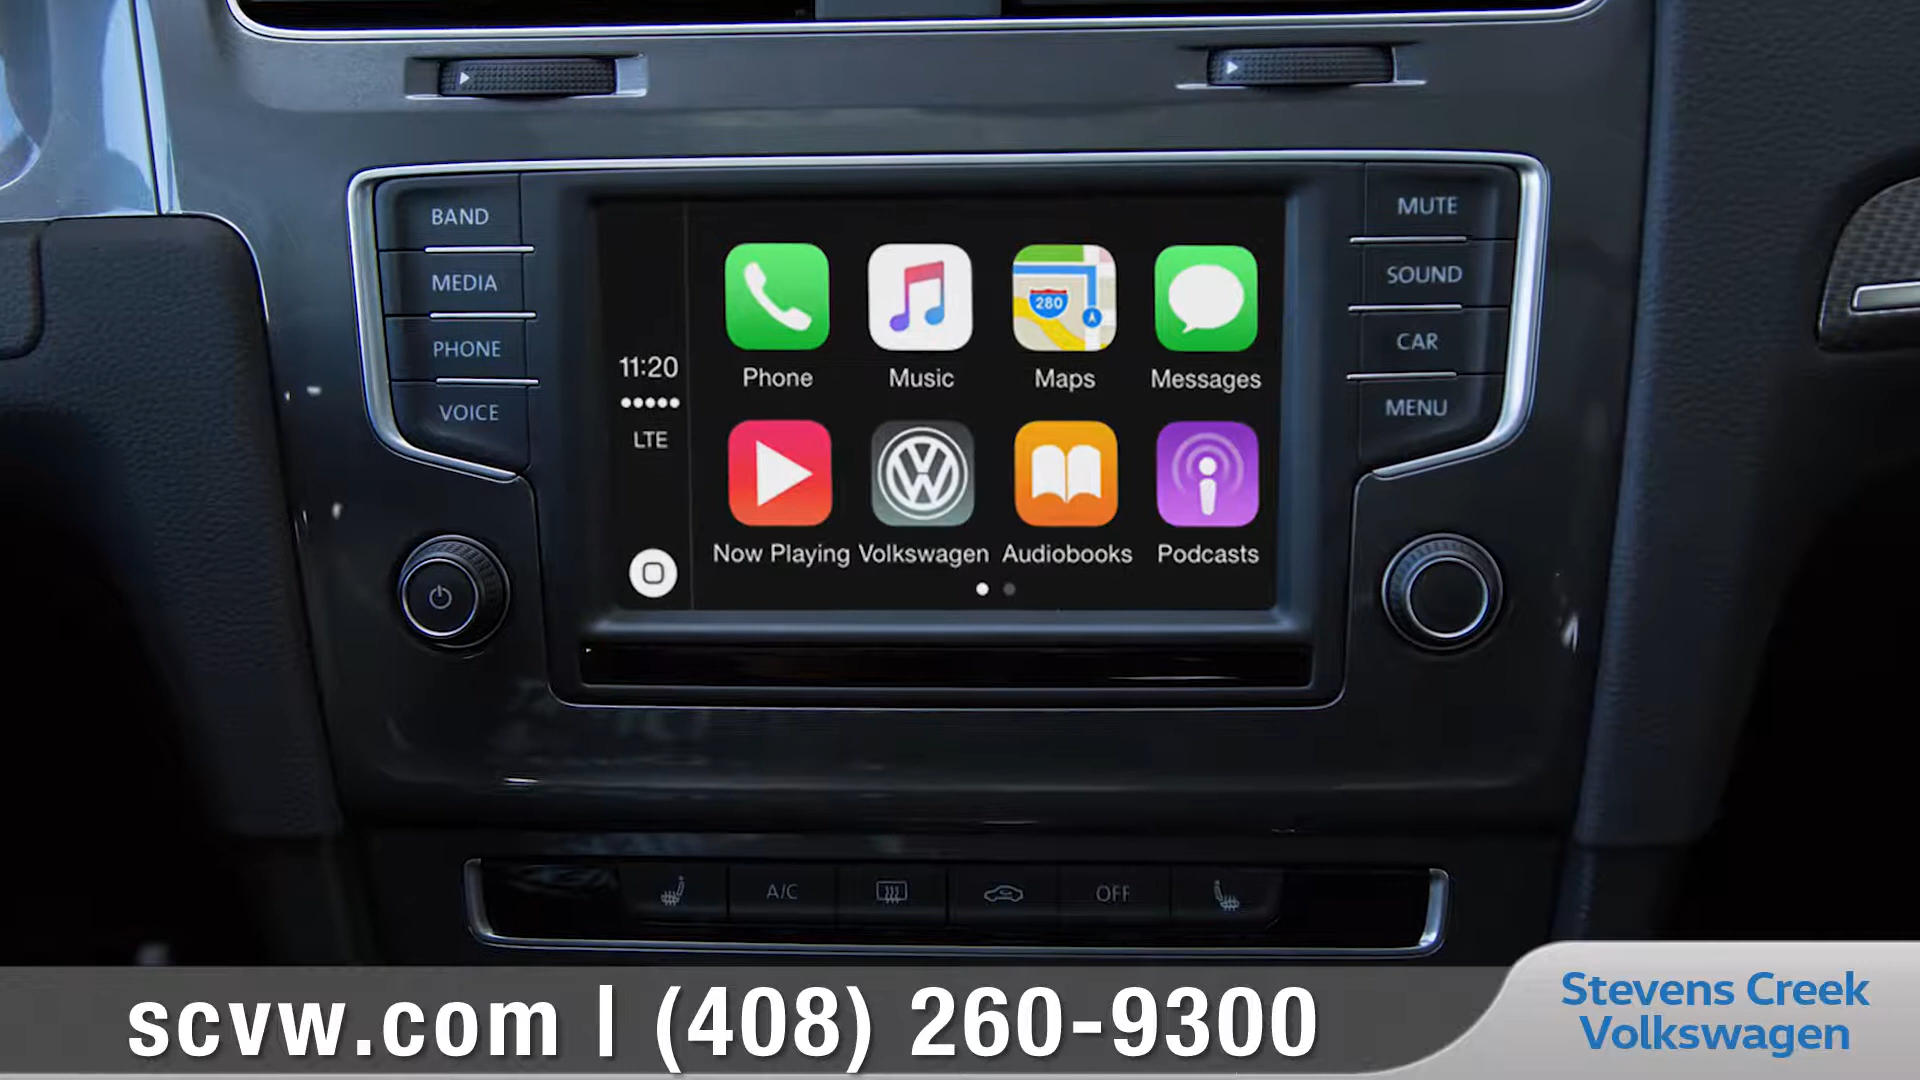 BAND
MEDIA
PHONE
VOICE
11:20
LTE
Phone
Music
280
Maps
Messages
Now Playing
Volkswagen
Audiobooks
Podcasts
MUTE
SOUND
CAR
MENU
A/C
OFF
scvw.com | (408) 260-9300
Stevens Creek
Volkswagen